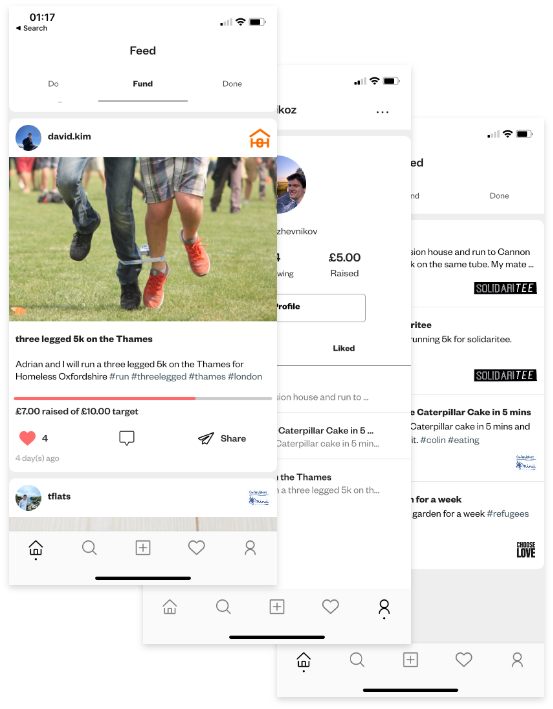 01:17
◀ Search
Feed
Do
Fund
Done
david.kim
three legged 5k on the Thames
Adrian and I will run a three legged 5k on the Thames for
Homeless Oxfordshire #run #threelegged #thames #london
£7.00 raised of £10.00 target
4
Share
4 day(s) ago
tflats
ikoz
...
zhevnikov
4
£5.00
wing
Raised
Profile
Liked
sion house and run to ...
Caterpillar Cake in 5 ...
Caterpillar cake in 5 min...
n the Thames
n a three legged 5k on th...
ed
nd
Done
sion house and run to Cannon
k on the same tube. My mate ...
SOLIDARITEE
aritee
running 5k for solidaritee.
SOLIDARITEE
e Caterpillar Cake in 5 mins
Caterpillar cake in 5 mins and
it. #colin #eating
n for a week
garden for a week #refugees
CHOOSE
LOVE